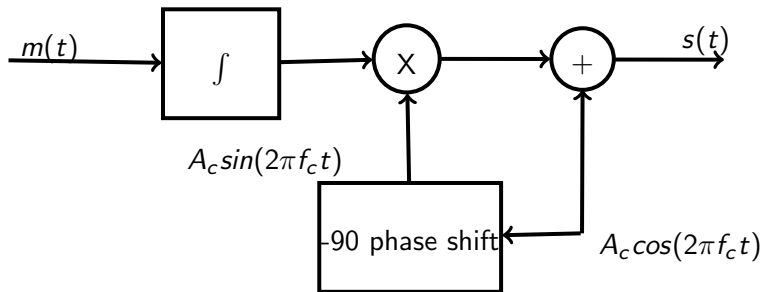 m(t)
∫
X
+
s(t)
A_c sin(2πf_c t)
-90 phase shift
A_c cos(2πf_c t)